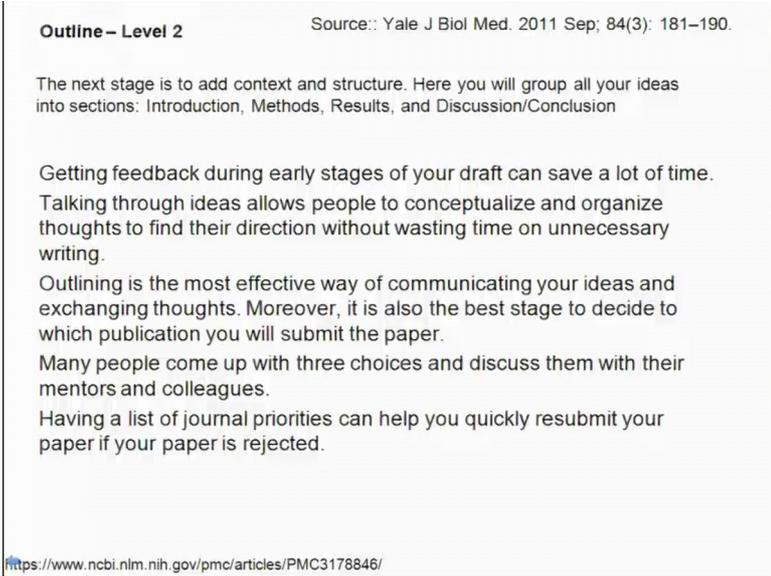 Outline – Level 2
Source:: Yale J Biol Med. 2011 Sep; 84(3): 181–190.
The next stage is to add context and structure. Here you will group all your ideas
into sections: Introduction, Methods, Results, and Discussion/Conclusion
Getting feedback during early stages of your draft can save a lot of time.
Talking through ideas allows people to conceptualize and organize
thoughts to find their direction without wasting time on unnecessary
writing.
Outlining is the most effective way of communicating your ideas and
exchanging thoughts. Moreover, it is also the best stage to decide to
which publication you will submit the paper.
Many people come up with three choices and discuss them with their
mentors and colleagues.
Having a list of journal priorities can help you quickly resubmit your
paper if your paper is rejected.
https://www.ncbi.nlm.nih.gov/pmc/articles/PMC3178846/